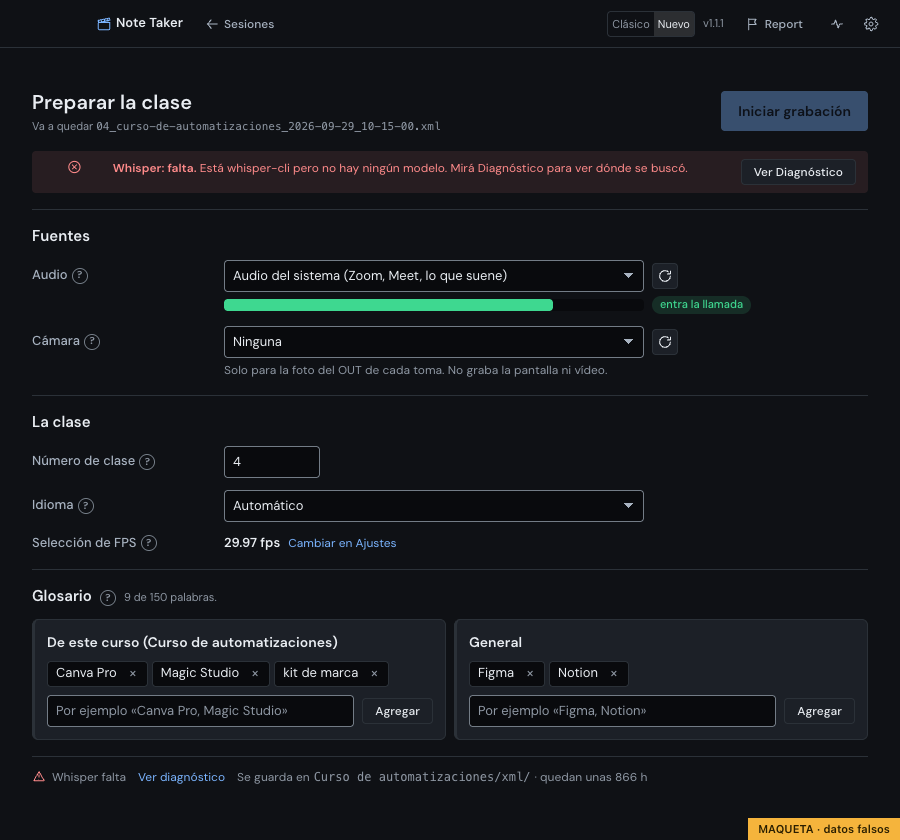 Note Taker
Sesiones
Clásico Nuevo v1.1.1 Report
Preparar la clase
Iniciar grabación
Va a quedar 04_curso-de-automatizaciones_2026-09-29_10-15-00.xml
Whisper: falta. Está whisper-cli pero no hay ningún modelo. Mirá Diagnóstico para ver dónde se buscó.
Ver Diagnóstico
Fuentes
Audio ?
Audio del sistema (Zoom, Meet, lo que suene)
entra la llamada
Cámara ?
Ninguna
Solo para la foto del OUT de cada toma. No graba la pantalla ni vídeo.
La clase
Número de clase ?
4
Idioma ?
Automático
Selección de FPS ?
29.97 fps Cambiar en Ajustes
Glosario ? 9 de 150 palabras.
De este curso (Curso de automatizaciones)
Canva Pro × Magic Studio × kit de marca ×
Por ejemplo «Canva Pro, Magic Studio»
Agregar
General
Figma × Notion ×
Por ejemplo «Figma, Notion»
Agregar
Whisper falta Ver diagnóstico Se guarda en Curso de automatizaciones/xml/ · quedan unas 866 h
MAQUETA · datos falsos